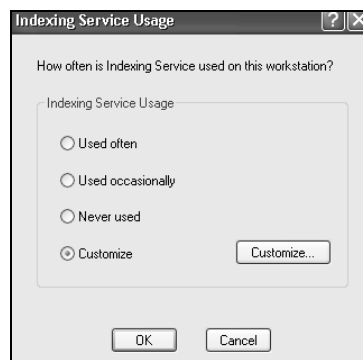 Indexing Service Usage
How often is Indexing Service used on this workstation?
Indexing Service Usage
Used often
Used occasionally
Never used
Customize
Customize...
OK
Cancel